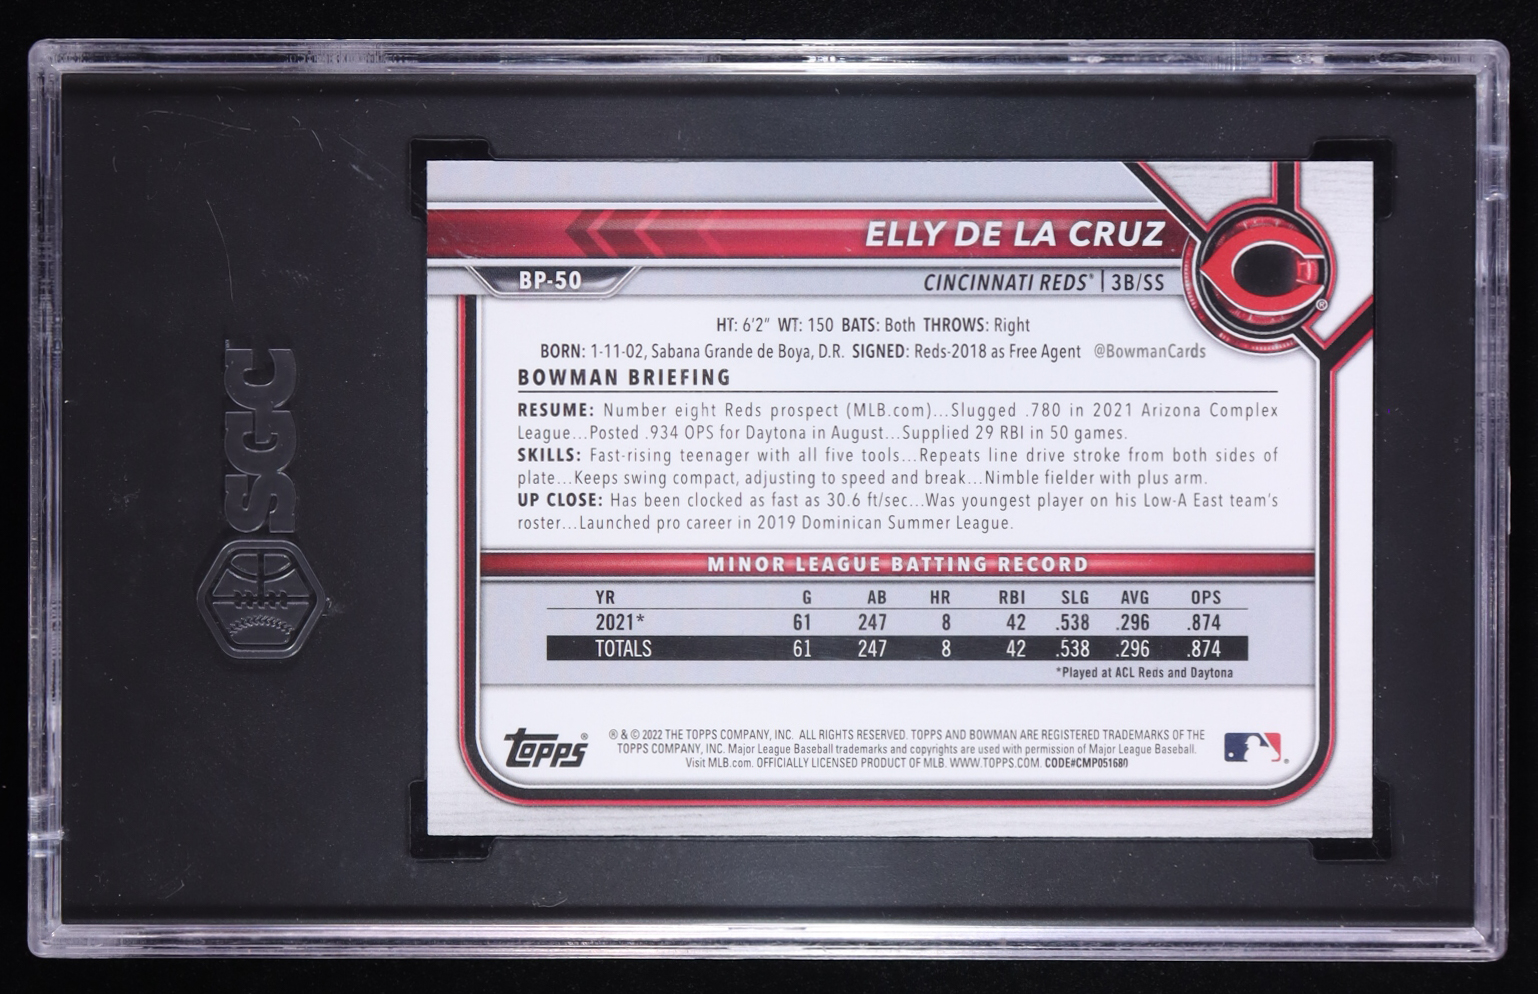 SGC
ELLY DE LA CRUZ
BP-50
CINCINNATI REDS® | 3B/SS
HT: 6'2" WT: 150 BATS: Both THROWS: Right
BORN: 1-11-02, Sabana Grande de Boya, D.R. SIGNED: Reds-2018 as Free Agent @BowmanCards
BOWMAN BRIEFING
RESUME: Number eight Reds prospect (MLB.com)...Slugged .780 in 2021 Arizona Complex
League...Posted .934 OPS for Daytona in August...Supplied 29 RBI in 50 games.
SKILLS: Fast-rising teenager with all five tools...Repeats line drive stroke from both sides of
plate...Keeps swing compact, adjusting to speed and break...Nimble fielder with plus arm.
UP CLOSE: Has been clocked as fast as 30.6 ft/sec...Was youngest player on his Low-A East team's
roster...Launched pro career in 2019 Dominican Summer League.
MINOR LEAGUE BATTING RECORD
YR G AB HR RBI SLG AVG OPS
2021* 61 247 8 42 .538 .296 .874
TOTALS 61 247 8 42 .538 .296 .874
*Played at ACL Reds and Daytona
topps®
® & © 2022 THE TOPPS COMPANY, INC. ALL RIGHTS RESERVED. TOPPS AND BOWMAN ARE REGISTERED TRADEMARKS OF THE
TOPPS COMPANY, INC. Major League Baseball trademarks and copyrights are used with permission of Major League Baseball.
Visit MLB.com. OFFICIALLY LICENSED PRODUCT OF MLB. WWW.TOPPS.COM. CODE#CMP051680